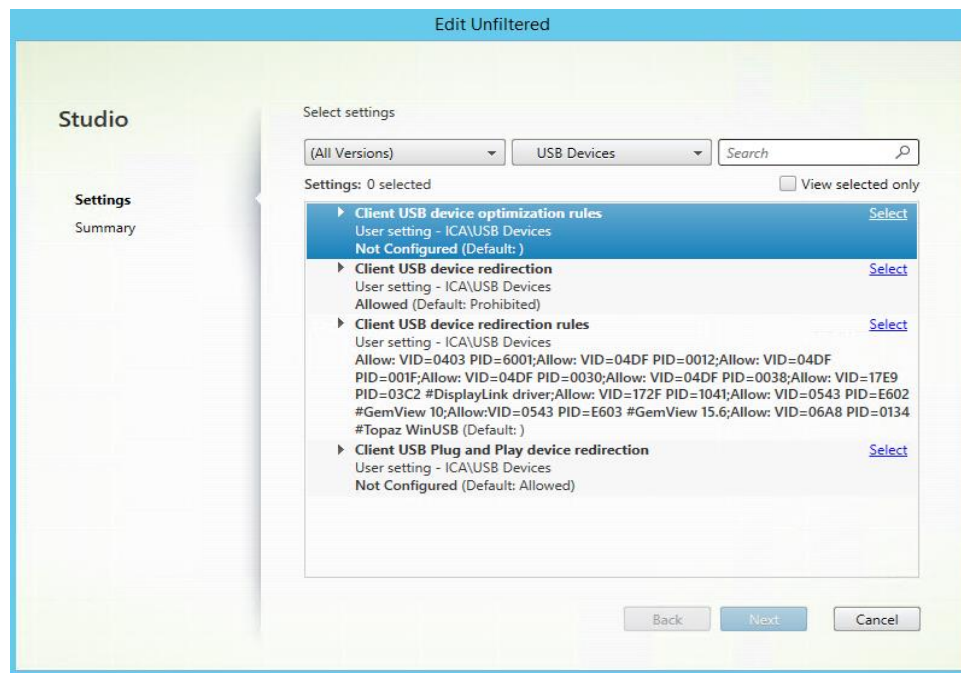 Edit Unfiltered
Studio
Settings
Summary
Select settings
(All Versions)
USB Devices
Search
Settings: 0 selected
View selected only
Client USB device optimization rules
Select
User setting - ICA\USB Devices
Not Configured (Default: )
Client USB device redirection
Select
User setting - ICA\USB Devices
Allowed (Default: Prohibited)
Client USB device redirection rules
Select
User setting - ICA\USB Devices
Allow: VID=0403 PID=6001;Allow: VID=04DF PID=0012;Allow: VID=04DF
PID=001F;Allow: VID=04DF PID=0030;Allow: VID=04DF PID=0038;Allow: VID=17E9
PID=03C2 #DisplayLink driver;Allow: VID=172F PID=1041;Allow: VID=0543 PID=E602
#GemView 10;Allow:VID=0543 PID=E603 #GemView 15.6;Allow: VID=06A8 PID=0134
#Topaz WinUSB (Default: )
Client USB Plug and Play device redirection
Select
User setting - ICA\USB Devices
Not Configured (Default: Allowed)
Back
Next
Cancel